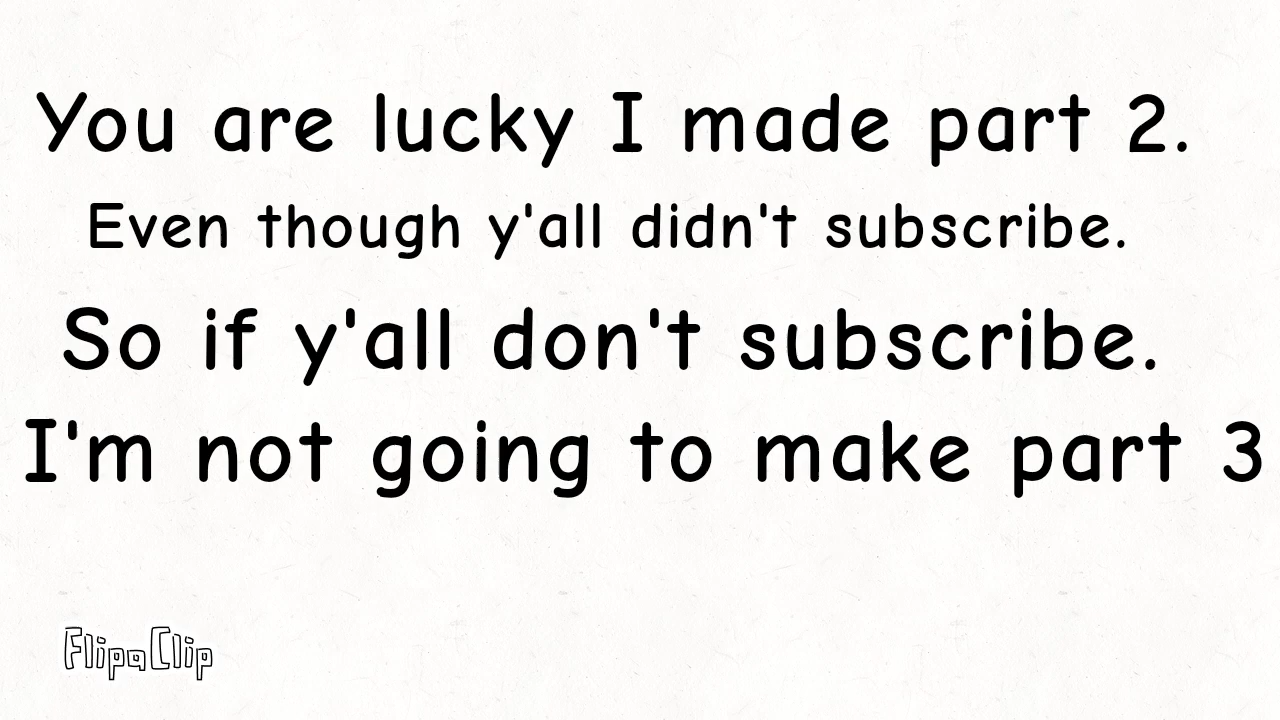 You are lucky I made part 2.
Even though y'all didn't subscribe.
So if y'all don't subscribe.
I'm not going to make part 3
FlipaClip